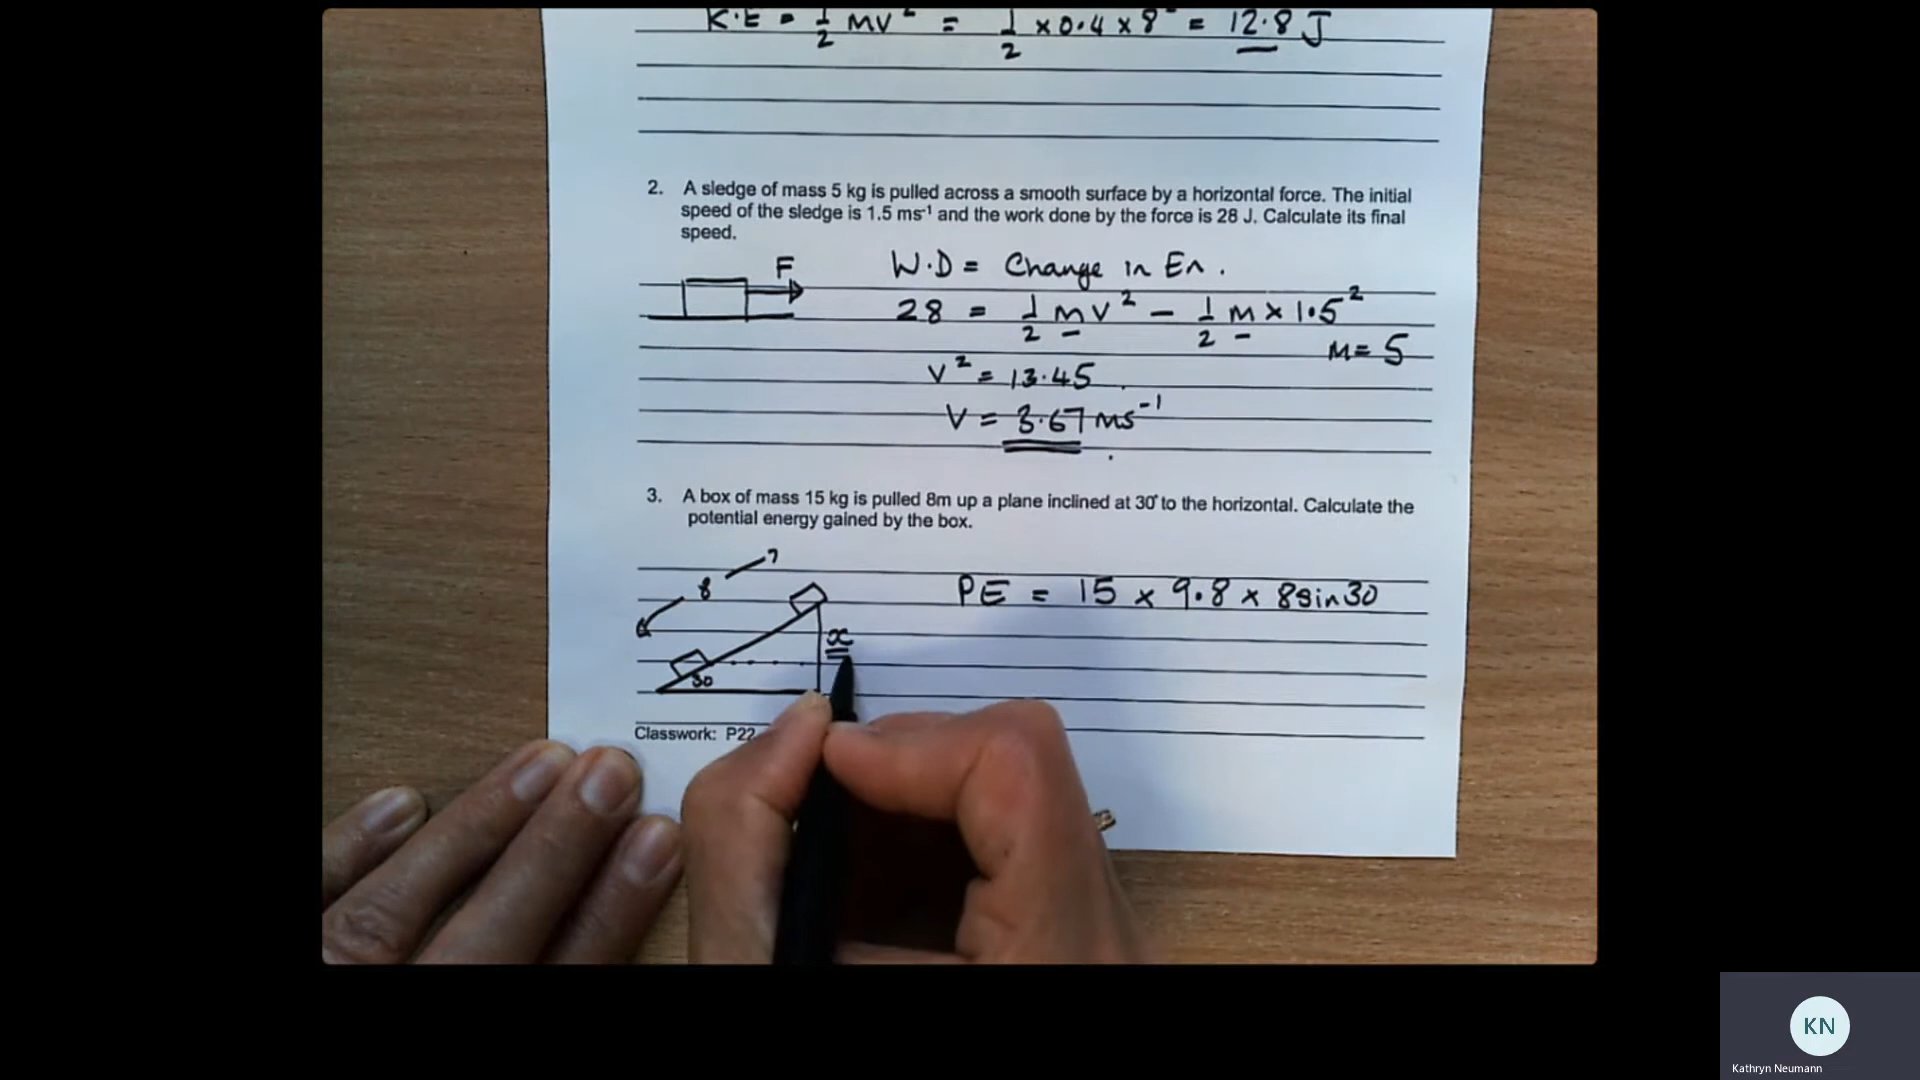 K.E = 1/2 mv² = 1/2 × 0.4 × 8² = 12.8 J
2. A sledge of mass 5 kg is pulled across a smooth surface by a horizontal force. The initial
speed of the sledge is 1.5 ms⁻¹ and the work done by the force is 28 J. Calculate its final
speed.
F
W.D = Change in En.
28 = 1/2 mv² - 1/2 m × 1.5²
m = 5
v² = 13.45
v = 3.67 ms⁻¹
3. A box of mass 15 kg is pulled 8m up a plane inclined at 30° to the horizontal. Calculate the
potential energy gained by the box.
8
PE = 15 × 9.8 × 8sin30
x
30
Classwork: P22
KN
Kathryn Neumann